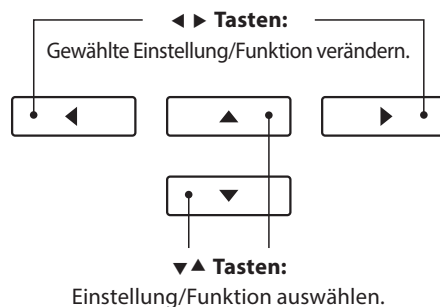 ◀ ▶ Tasten:
Gewählte Einstellung/Funktion verändern.
◀ ▲ ▶
▼
▼▲ Tasten:
Einstellung/Funktion auswählen.